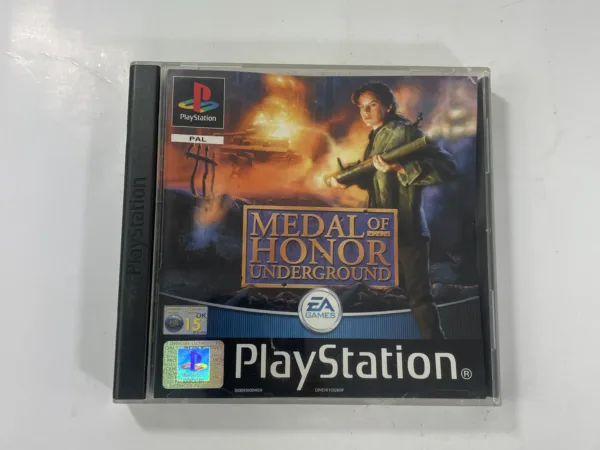 PlayStation
PlayStation
PAL
MEDAL OF
HONOR
UNDERGROUND
EA
GAMES
15
PlayStation®